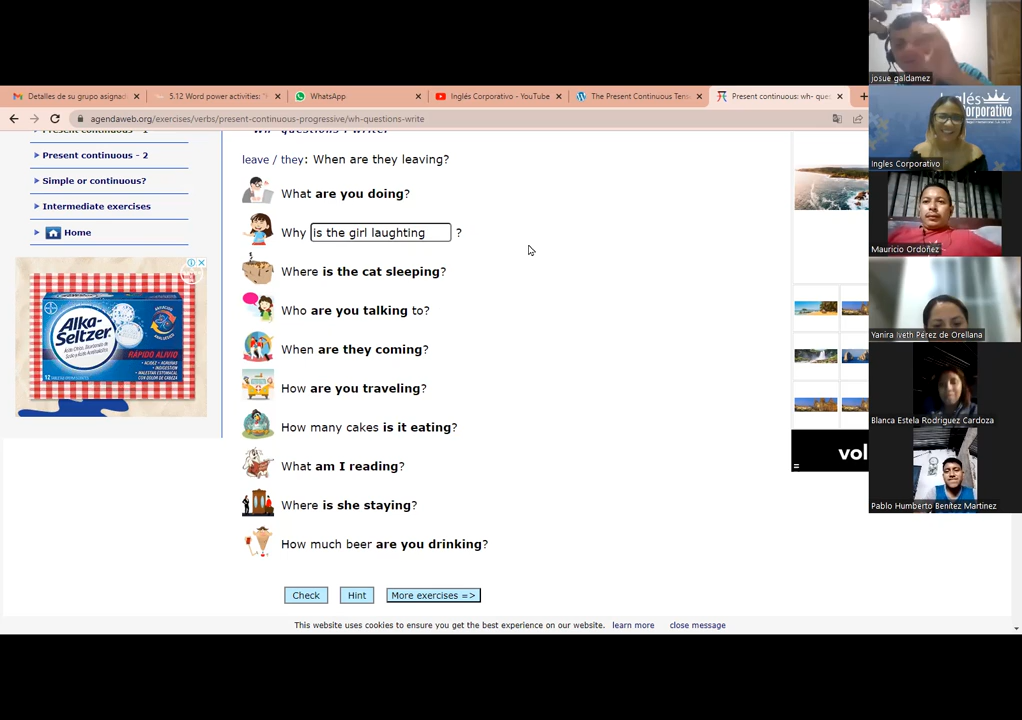 Detalles de su grupo asignad
5.12 Word power activities: "
WhatsApp
Inglés Corporativo - YouTube
The Present Continuous Tens
Present continuous: wh- que
agendaweb.org/exercises/verbs/present-continuous-progressive/wh-questions-write
Present continuous - 2
Simple or continuous?
Intermediate exercises
Home
Alka-
Seltzer
RÁPIDO ALIVIO
leave / they: When are they leaving?
What are you doing?
Why is the girl laughting ?
Where is the cat sleeping?
Who are you talking to?
When are they coming?
How are you traveling?
How many cakes is it eating?
What am I reading?
Where is she staying?
How much beer are you drinking?
Check
Hint
More exercises =>
This website uses cookies to ensure you get the best experience on our website. learn more close message
vol
josue galdamez
Inglés
Corporativo
Ingles Corporativo
Mauricio Ordoñez
Yanira Iveth Pérez de Orellana
Blanca Estela Rodriguez Cardoza
Pablo Humberto Benítez Martínez